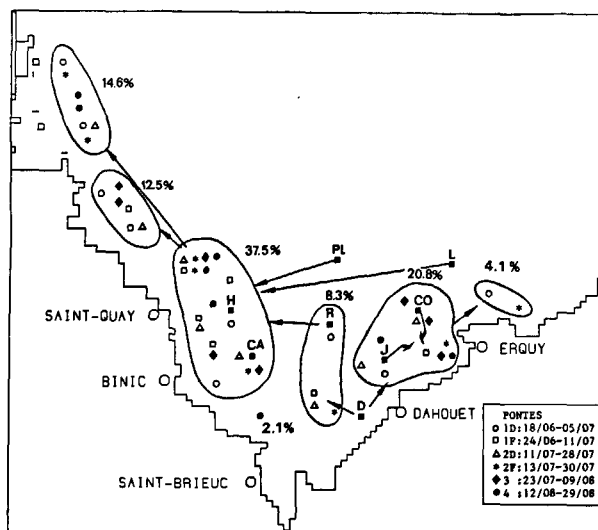 14.6%
12.5%
37.5%
PL
L
20.8%
4.1%
8.3%
H
R
CO
SAINT-QUAY
CA
J
ERQUY
BINIC
D
DAHOUET
2.1%
SAINT-BRIEUC
PONTES
1D:18/06-05/07
1F:24/06-11/07
2D:11/07-28/07
2F:13/07-30/07
3 :23/07-09/08
4 :12/08-29/08